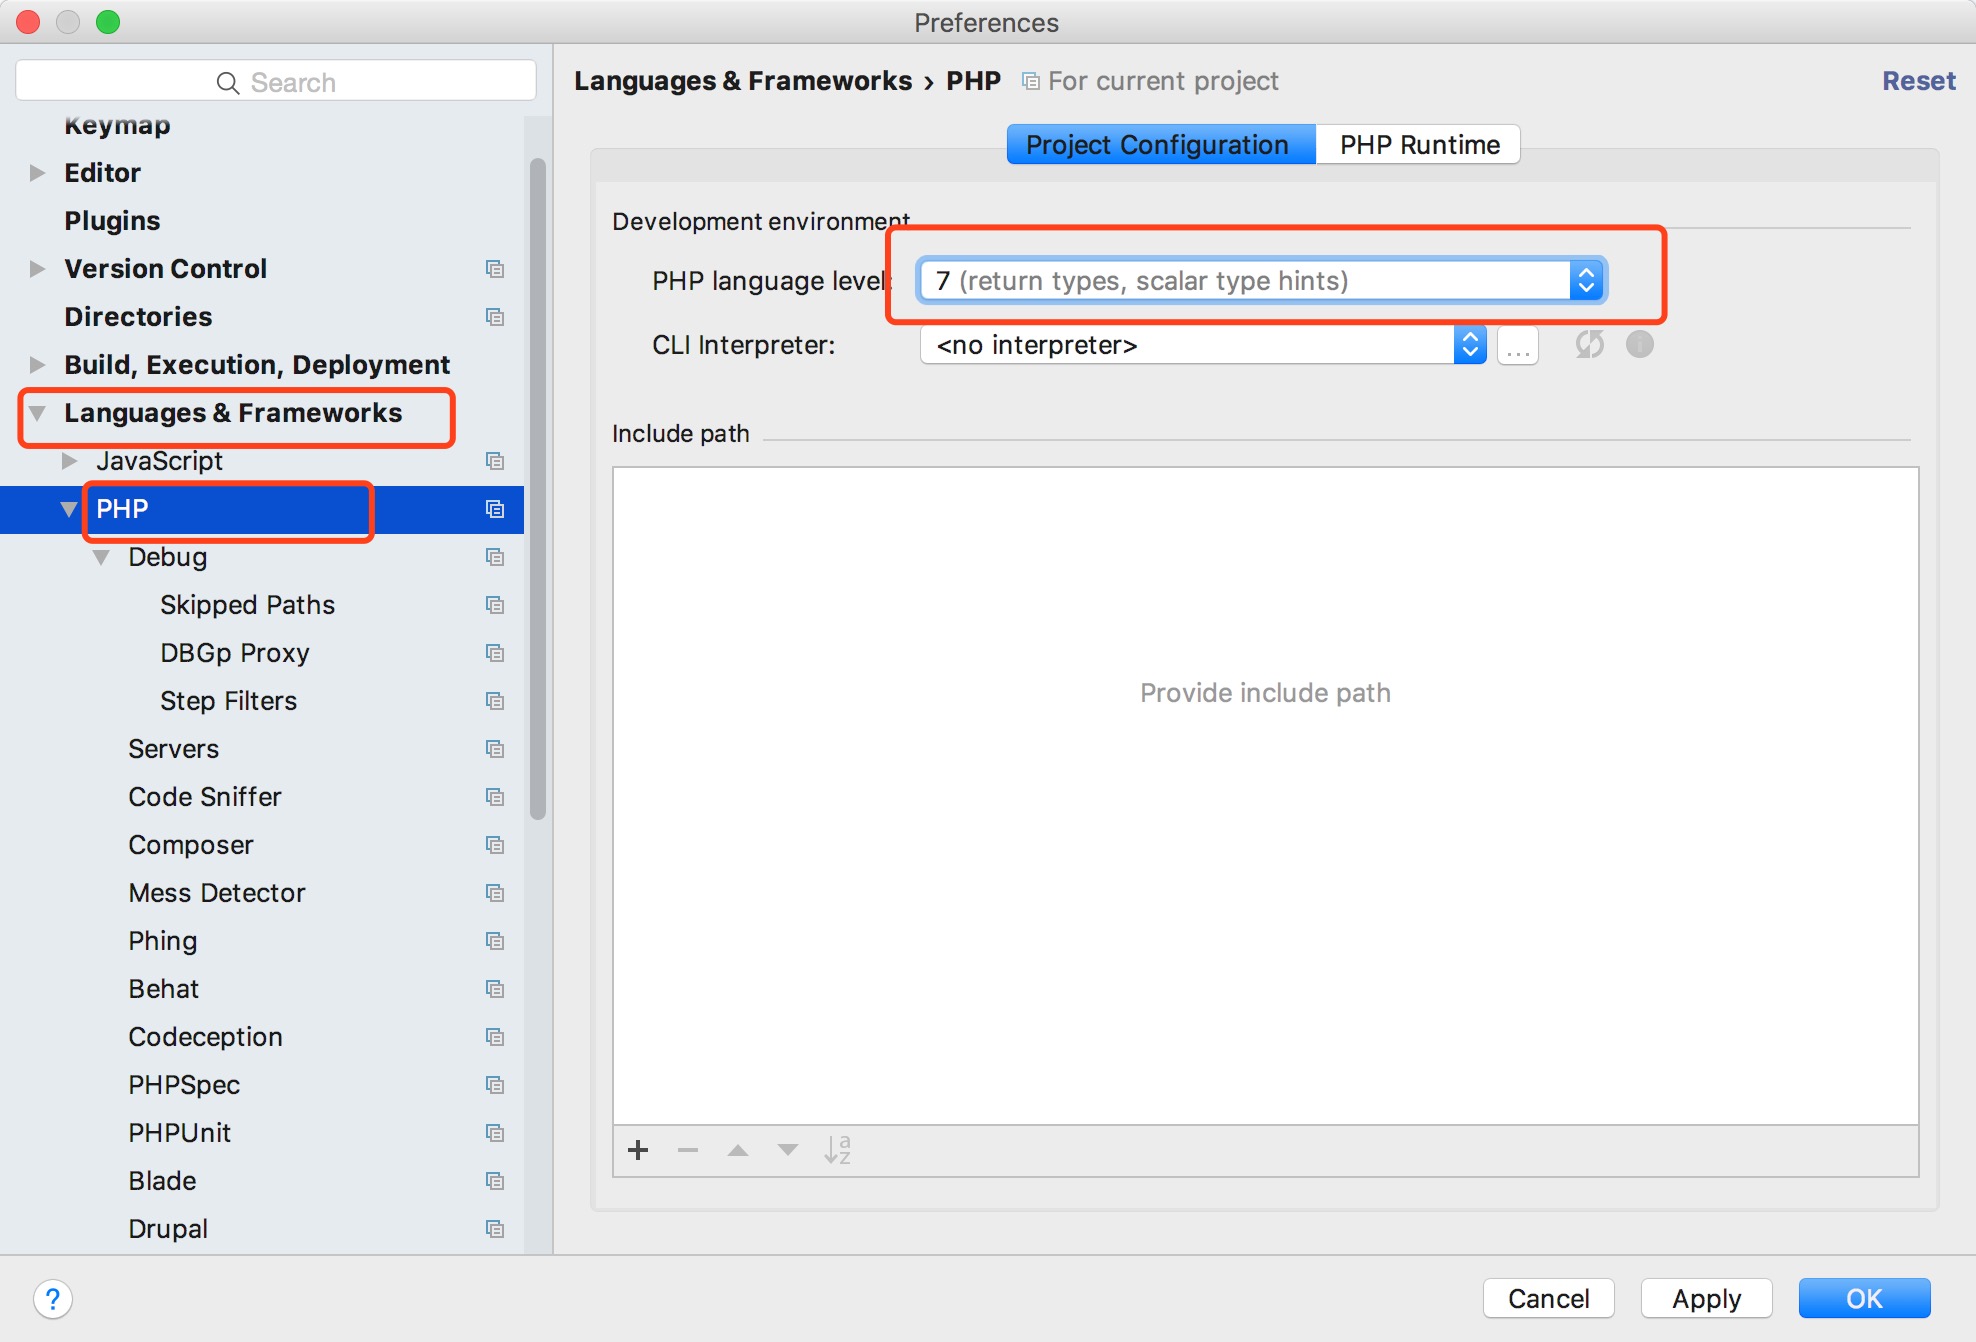 Preferences
Search
Keymap
Editor
Plugins
Version Control
Directories
Build, Execution, Deployment
Languages & Frameworks
JavaScript
PHP
Debug
Skipped Paths
DBGp Proxy
Step Filters
Servers
Code Sniffer
Composer
Mess Detector
Phing
Behat
Codeception
PHPSpec
PHPUnit
Blade
Drupal
Languages & Frameworks › PHP For current project Reset
Project Configuration PHP Runtime
Development environment
PHP language level: 7 (return types, scalar type hints)
CLI Interpreter: <no interpreter> ...
Include path
Provide include path
a
z
? Cancel Apply OK